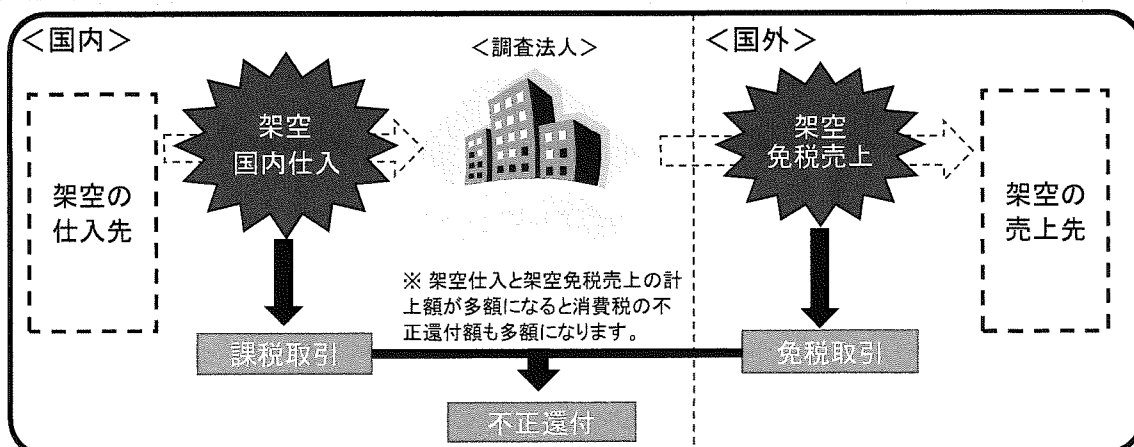 <国内>
<調査法人>
<国外>
架空の
仕入先
架空
国内仕入
架空
免税売上
架空の
売上先
※ 架空仕入と架空免税売上の計
上額が多額になると消費税の不
正還付額も多額になります。
課税取引
免税取引
不正還付